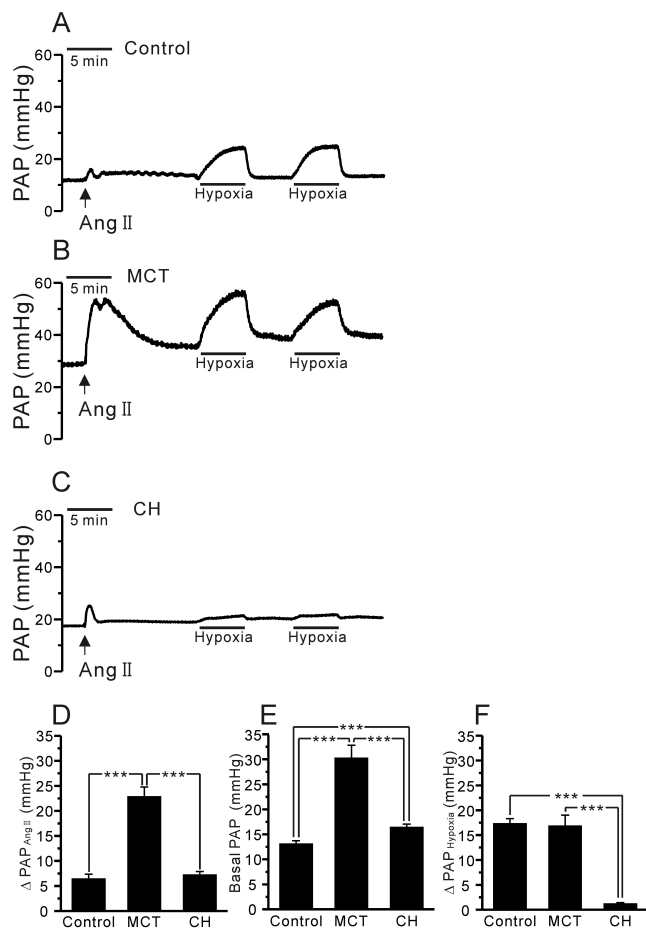 A
60
5 min
Control
40
20
0
PAP (mmHg)
Hypoxia
Hypoxia
Ang Ⅱ
B
60
5 min
MCT
40
20
0
PAP (mmHg)
Hypoxia
Hypoxia
Ang Ⅱ
C
60
5 min
CH
40
20
0
PAP (mmHg)
Hypoxia
Hypoxia
Ang Ⅱ
D
35
30
25
20
15
10
5
0
Δ PAP Ang Ⅱ (mmHg)
***
***
Control
MCT
CH
E
35
30
25
20
15
10
5
0
Basal PAP (mmHg)
***
***
***
Control
MCT
CH
F
35
30
25
20
15
10
5
0
Δ PAP Hypoxia (mmHg)
***
***
Control
MCT
CH